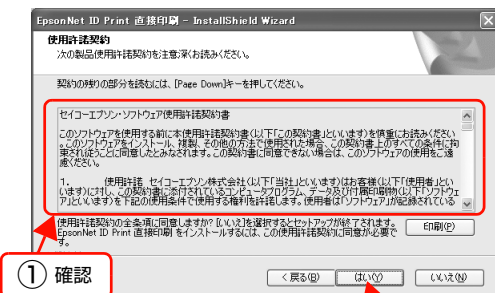 EpsonNet ID Print 直接印刷 - InstallShield Wizard
使用許諾契約
次の製品使用許諾契約を注意深くお読みください。
契約の残りの部分を読むには、[Page Down]キーを押してください。
セイコーエプソン・ソフトウェア使用許諾契約書
このソフトウェアを使用する前に本使用許諾契約書(以下「この契約書」といいます)を慎重にお読みください
。このソフトウェアをインストール、複製、その他の方法で使用された場合、この契約書上のすべての条件に拘
束されることに同意したとみなされます。この契約書に同意できない場合は、このソフトウェアの使用をご遠
慮ください。
1. 使用許諾 セイコーエプソン株式会社(以下「当社」といいます)はお客様(以下「使用者」とい
います)に対し、この契約書に添付されているコンピュータプログラム、データ及び付属印刷物(以下「ソフトウェ
ア」といいます)を下記の使用条件で使用する権利を許諾します。使用者は「ソフトウェア」が記録されている
使用許諾契約の全条項に同意しますか? [いいえ]を選択するとセットアップが終了されます。
EpsonNet ID Print 直接印刷 をインストールするには、この使用許諾契約に同意が必要で
す。
印刷(P)
① 確認
< 戻る(B)
はい(Y)
いいえ(N)